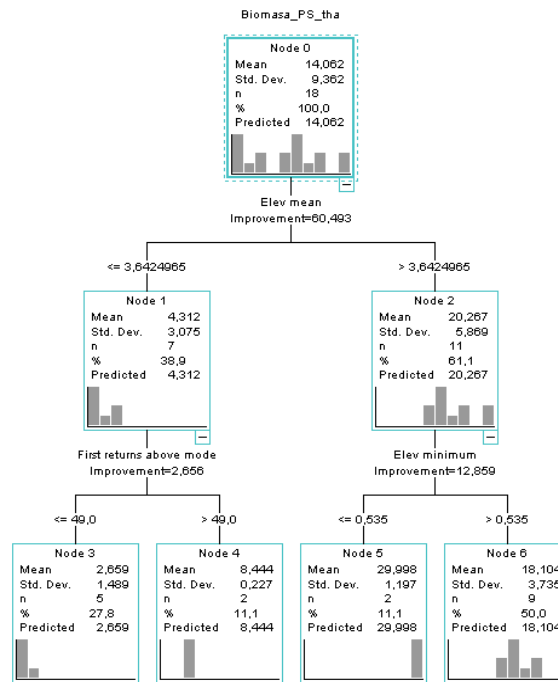 Biomasa_PS_tha
Node 0
Mean 14,062
Std. Dev. 9,362
n 18
% 100,0
Predicted 14,062
Elev mean
Improvement=60,493
<= 3,6424965
> 3,6424965
Node 1
Mean 4,312
Std. Dev. 3,075
n 7
% 38,9
Predicted 4,312
Node 2
Mean 20,267
Std. Dev. 5,869
n 11
% 61,1
Predicted 20,267
First returns above mode
Improvement=2,656
Elev minimum
Improvement=12,859
<= 49,0
> 49,0
<= 0,535
> 0,535
Node 3
Mean 2,659
Std. Dev. 1,489
n 5
% 27,8
Predicted 2,659
Node 4
Mean 8,444
Std. Dev. 0,227
n 2
% 11,1
Predicted 8,444
Node 5
Mean 29,998
Std. Dev. 1,197
n 2
% 11,1
Predicted 29,998
Node 6
Mean 18,104
Std. Dev. 3,735
n 9
% 50,0
Predicted 18,104